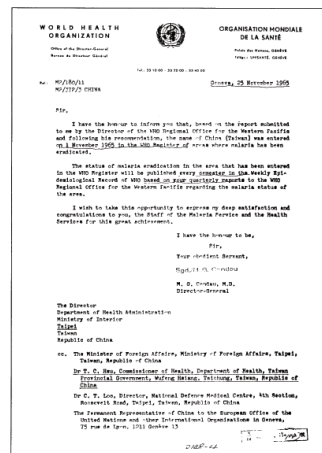 WORLD HEALTH
ORGANIZATION
ORGANISATION MONDIALE
DE LA SANTÉ
Office of the Director-General
Bureau du Directeur Général
Palais des Nations, GENÈVE
Télégr.: UNISANTÉ, GENÈVE
Tel.: 33 10 00 - 33 20 00 - 33 40 00
Ref.: MP/180/11
MP/JIP/3 CHINA
Geneva, 25 November 1965
Sir,
I have the honour to inform you that, based on the report submitted
to me by the Director of the WHO Regional Office for the Western Pacific
and following his recommendation, the name of China (Taiwan) was entered
on 1 November 1965 in the WHO Register of areas where malaria has been
eradicated.
The status of malaria eradication in the area that has been entered
in the WHO Register will be published every semester in the Weekly Epi-
demiological Record of WHO based on your quarterly reports to the WHO
Regional Office for the Western Pacific regarding the malaria status of
the area.
I wish to take this opportunity to express my deep satisfaction and
congratulations to you, the Staff of the Malaria Service and the Health
Services for this great achievement.
I have the honour to be,
Sir,
Your obedient Servant,
M. G. Candau, M.D.
Director-General
The Director
Department of Health Administration
Ministry of Interior
Taipei
Taiwan
Republic of China
cc. The Minister of Foreign Affairs, Ministry of Foreign Affairs, Taipei,
Taiwan, Republic of China
Dr T. C. Hsu, Commissioner of Health, Department of Health, Taiwan
Provincial Government, Wufeng Hsiang, Taichung, Taiwan, Republic of
China
Dr C. T. Loo, Director, National Defence Medical Centre, 4th Section,
Roosevelt Road, Taipei, Taiwan, Republic of China
The Permanent Representative of China to the European Office of the
United Nations and other International Organizations in Geneva,
75 rue de Lyon, 1211 Genève 13